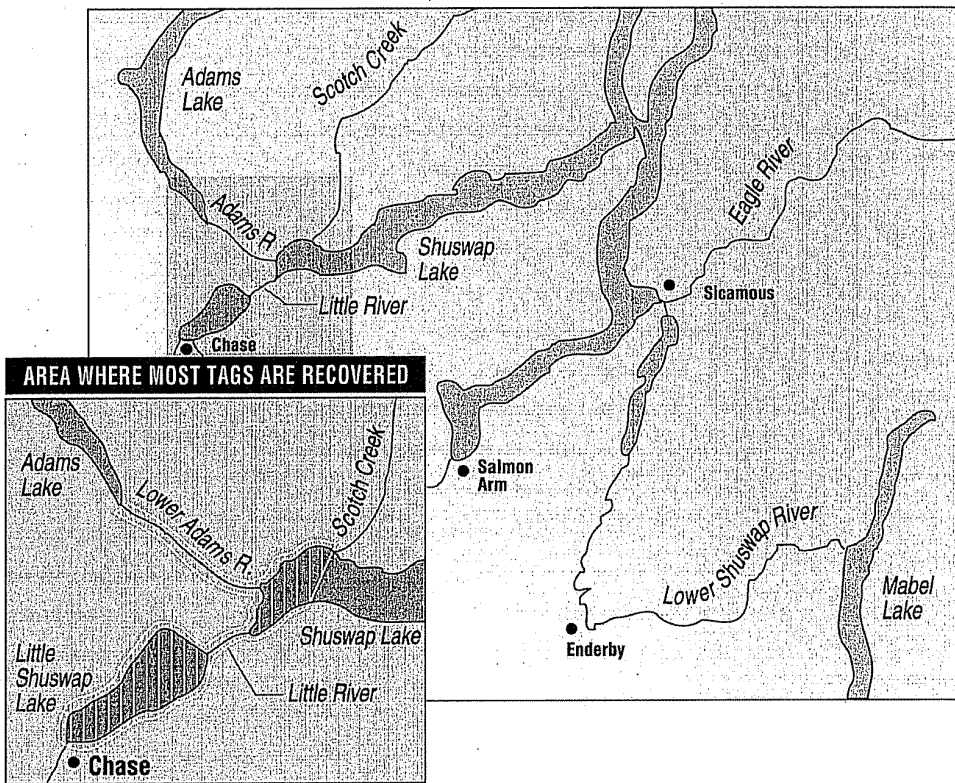 Adams
Lake
Scotch Creek
Eagle River
Adams R.
Shuswap
Lake
Sicamous
Little River
Chase
AREA WHERE MOST TAGS ARE RECOVERED
Adams
Lake
Lower Adams R.
Scotch Creek
Salmon
Arm
Lower Shuswap River
Mabel
Lake
Shuswap Lake
Enderby
Little
Shuswap
Lake
Little River
Chase